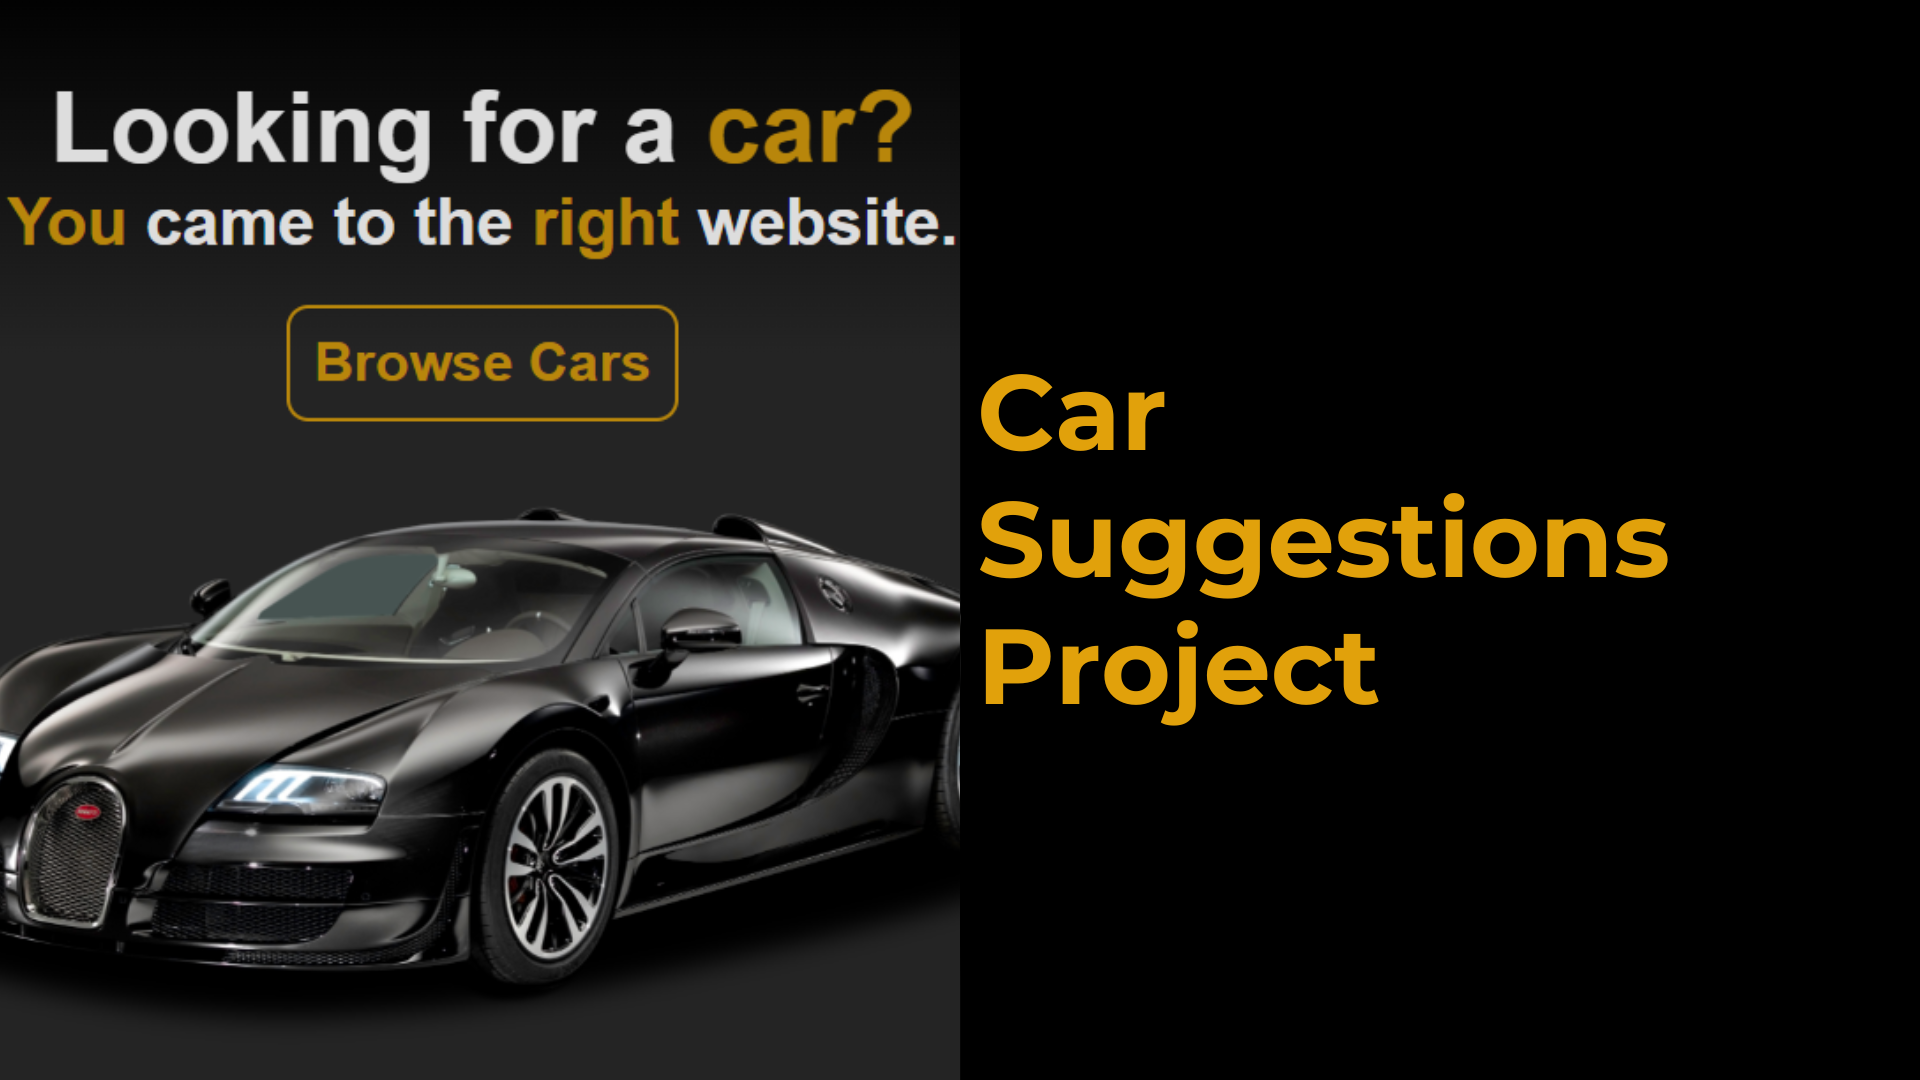 Looking for a car?
You came to the right website.
Browse Cars
Car
Suggestions
Project